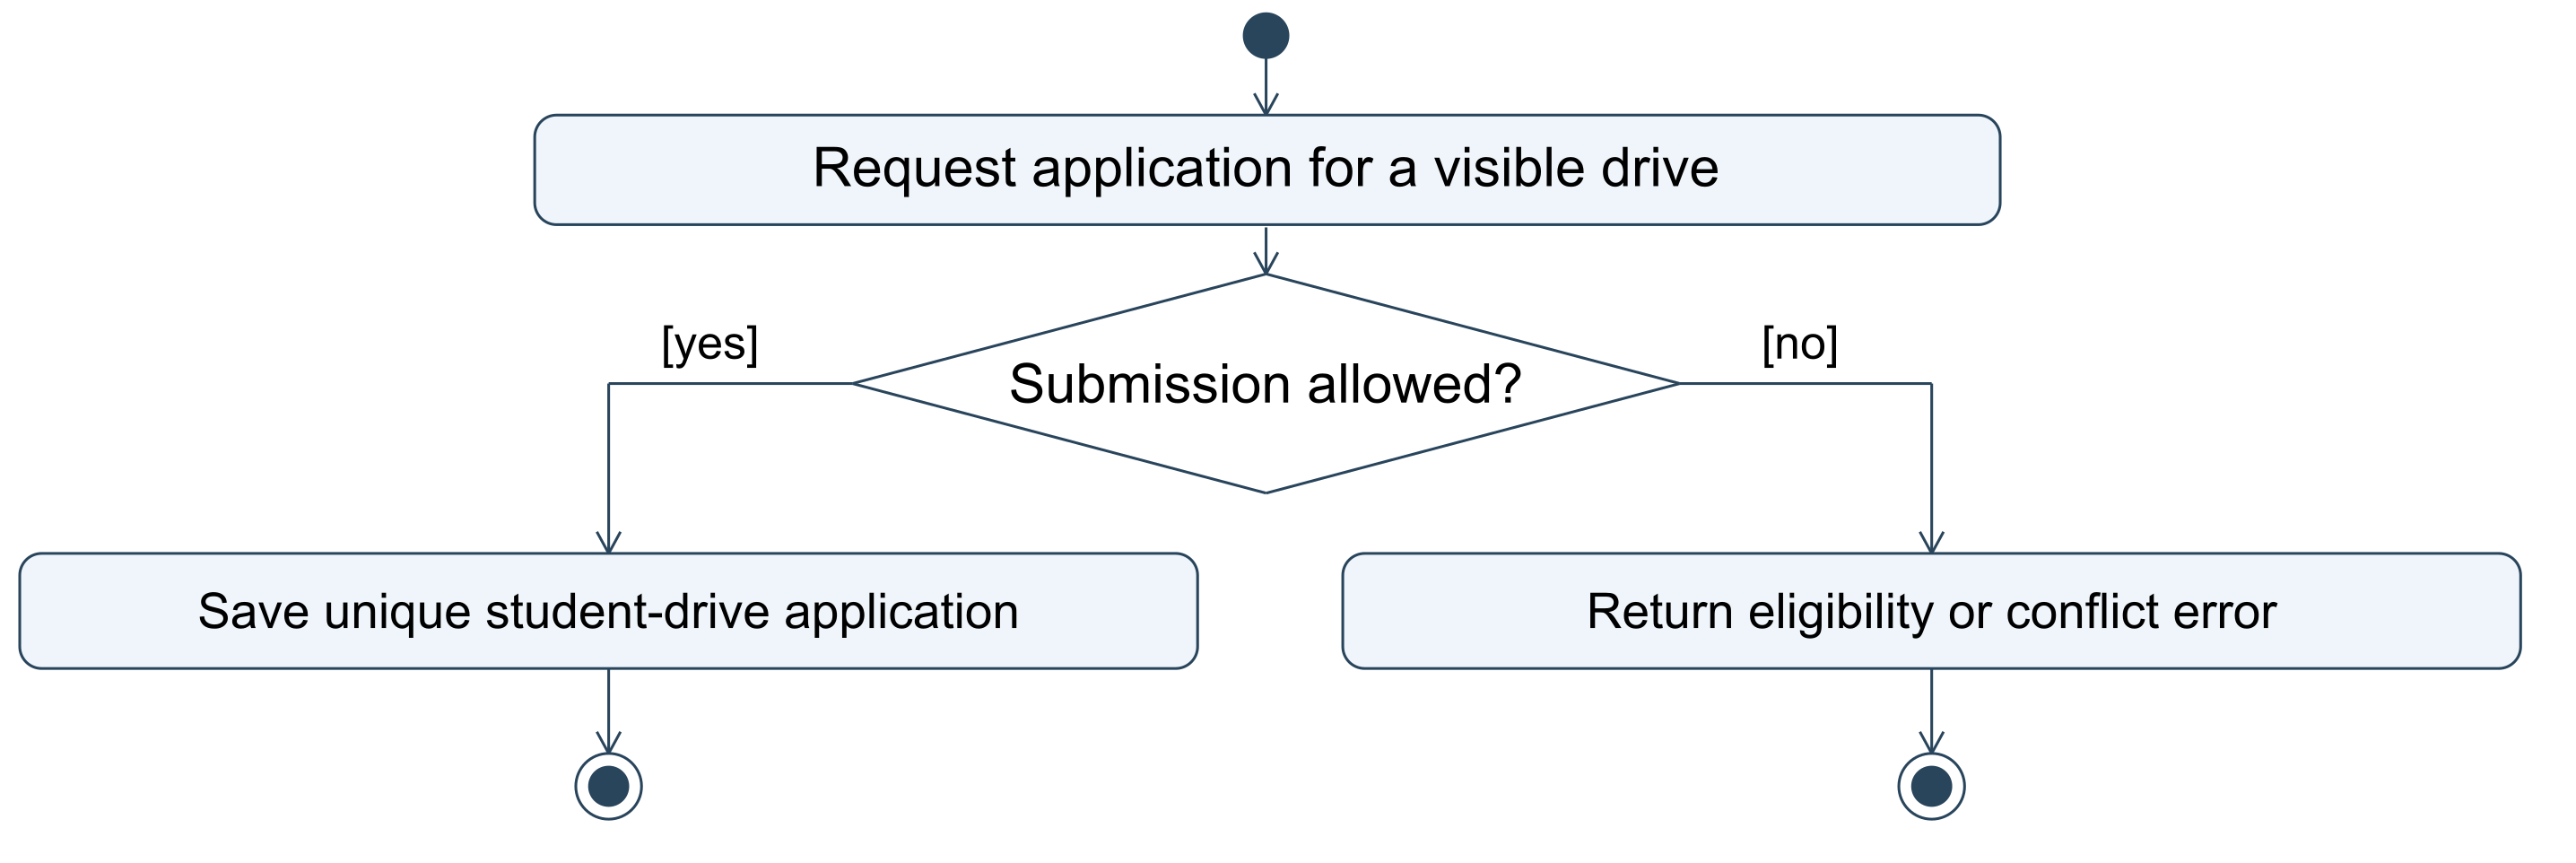 Request application for a visible drive
[yes]
[no]
Submission allowed?
Save unique student-drive application
Return eligibility or conflict error